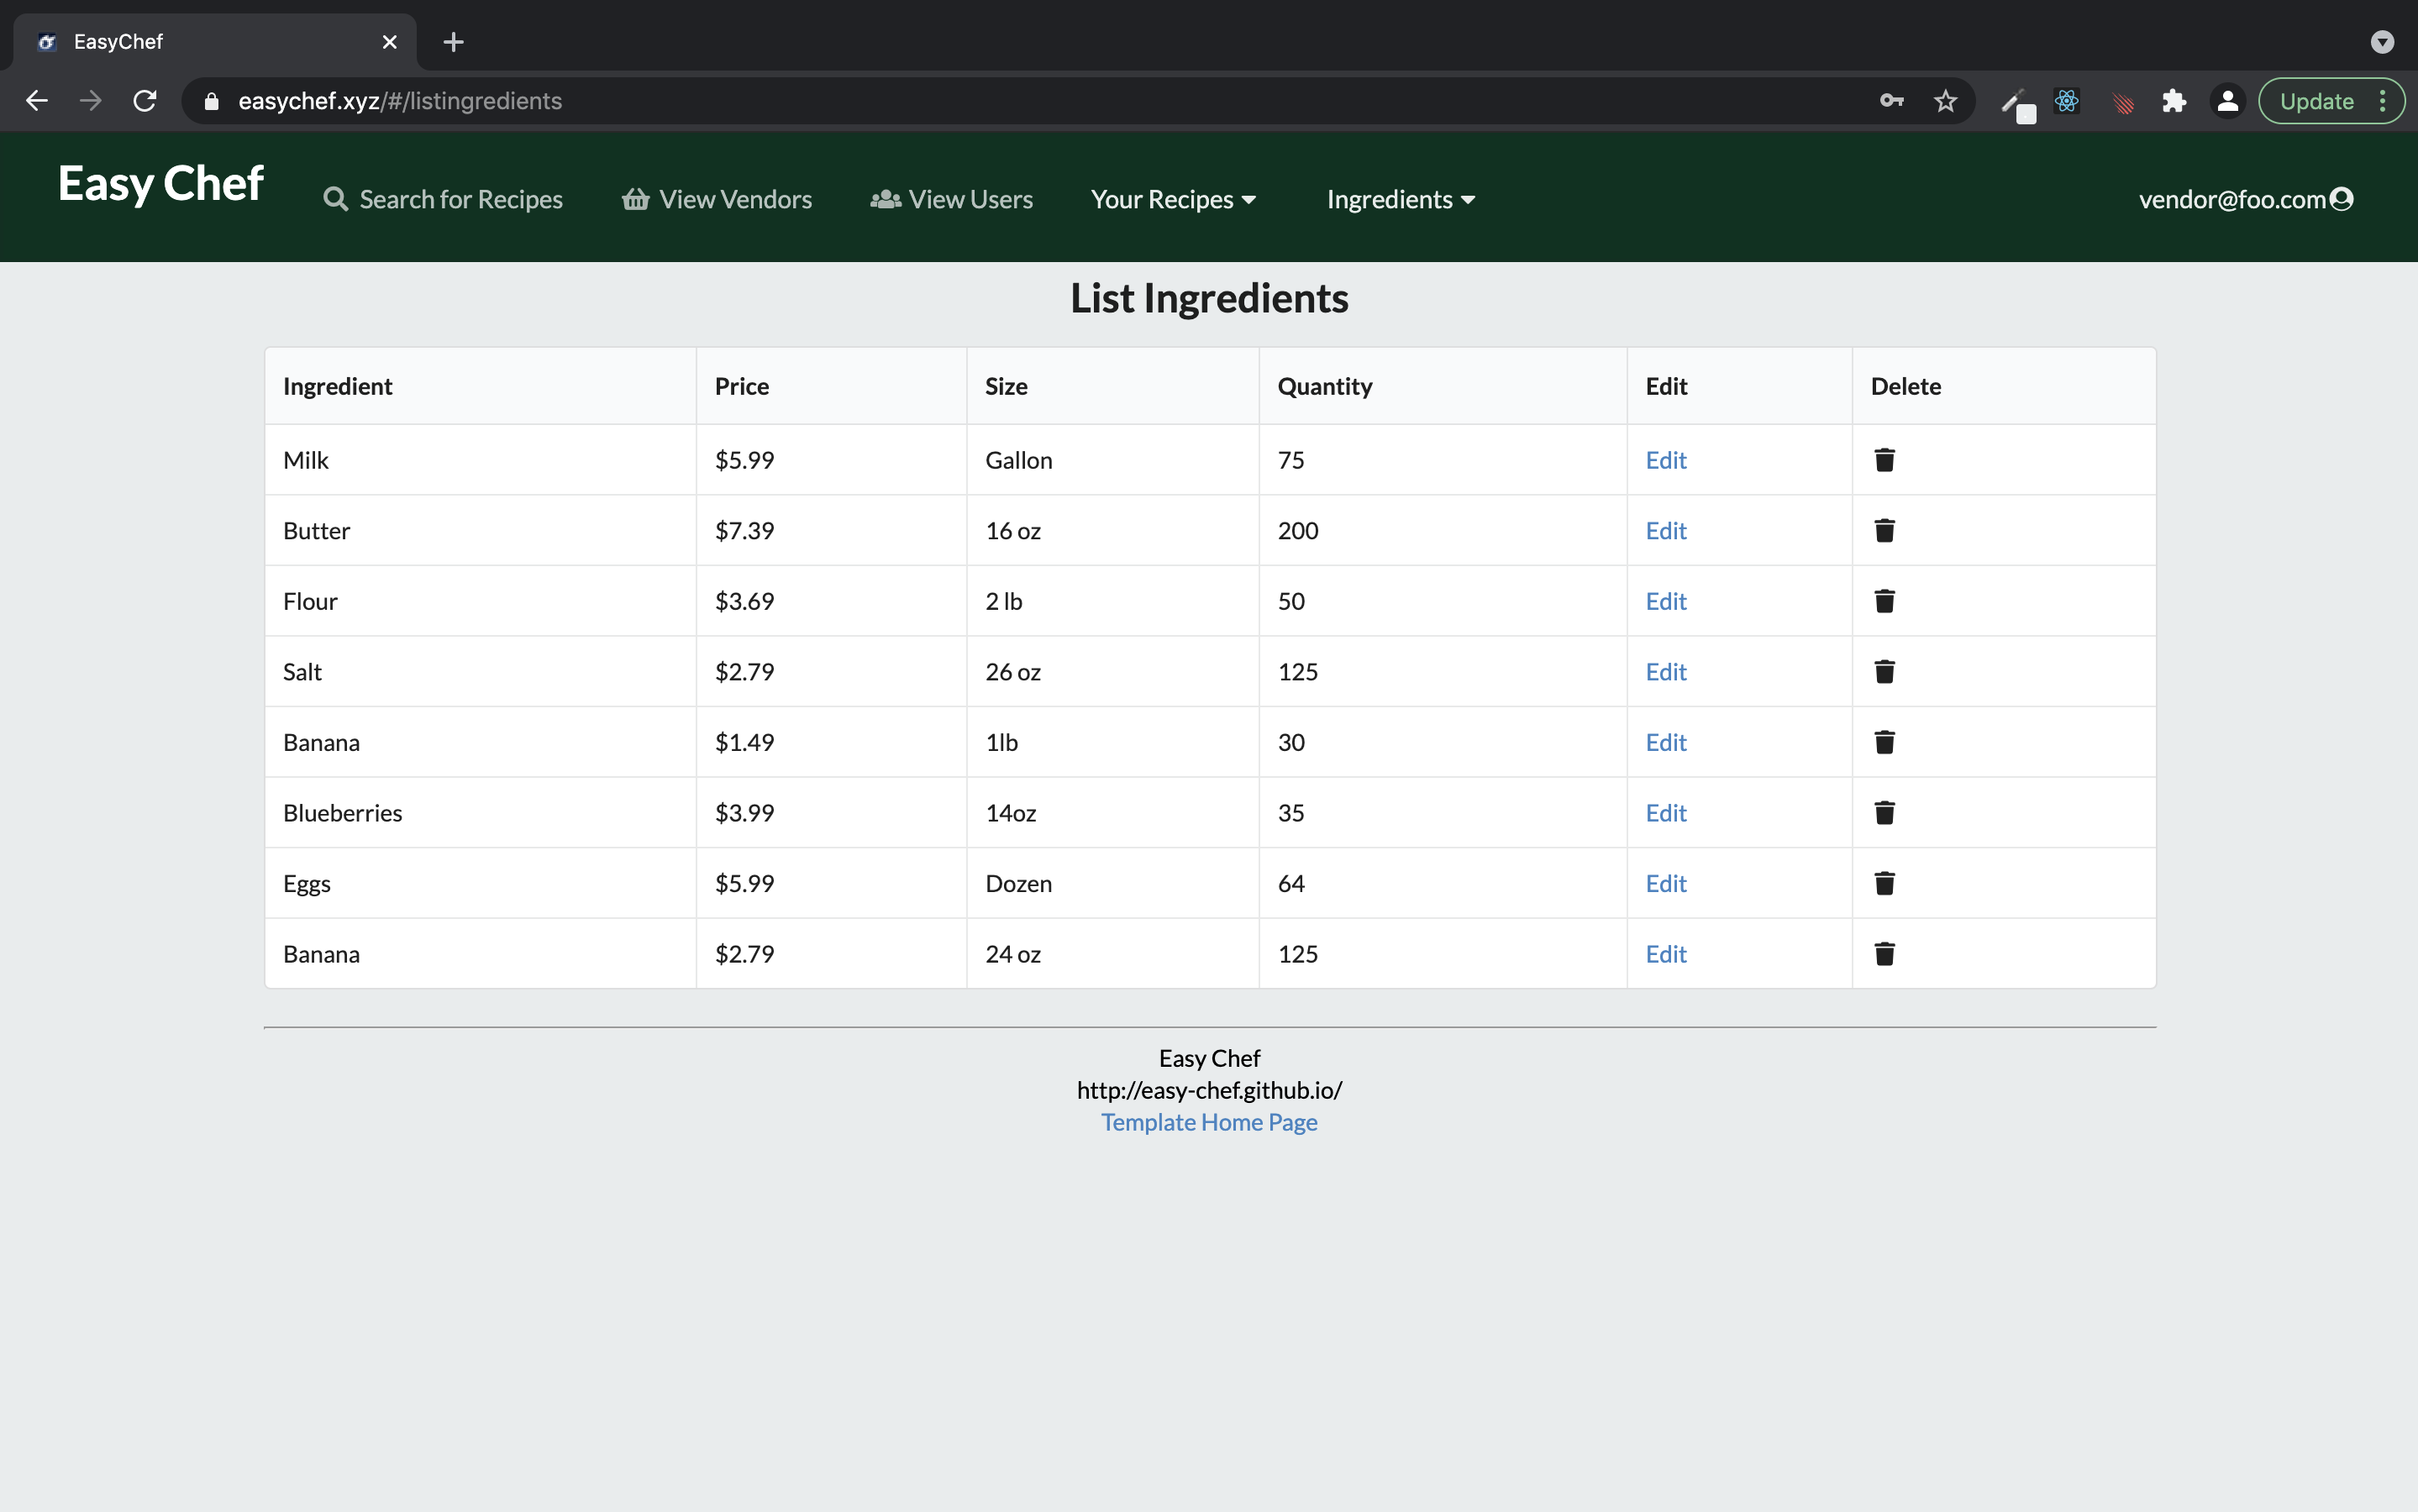 EasyChef
easychef.xyz/#/listingredients
Update
Easy Chef Search for Recipes View Vendors View Users Your Recipes Ingredients vendor@foo.com
List Ingredients
Ingredient Price Size Quantity Edit Delete
Milk $5.99 Gallon 75 Edit
Butter $7.39 16 oz 200 Edit
Flour $3.69 2 lb 50 Edit
Salt $2.79 26 oz 125 Edit
Banana $1.49 1lb 30 Edit
Blueberries $3.99 14oz 35 Edit
Eggs $5.99 Dozen 64 Edit
Banana $2.79 24 oz 125 Edit
Easy Chef
http://easy-chef.github.io/
Template Home Page